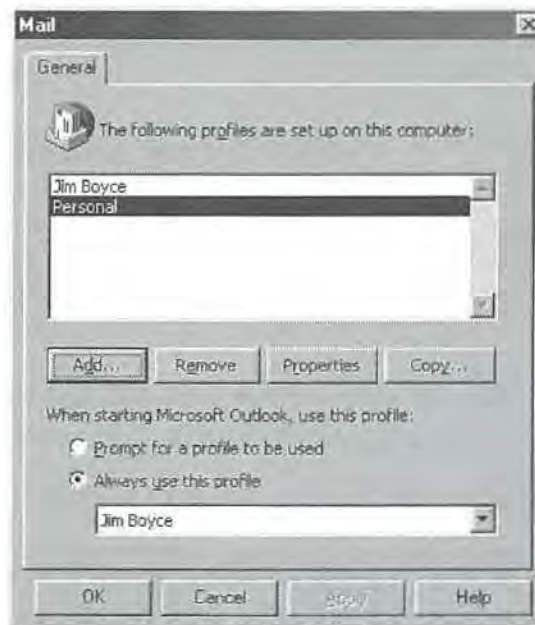 Mail
General
The following profiles are set up on this computer:
Jim Boyce
Personal
Add... Remove Properties Copy...
When starting Microsoft Outlook, use this profile:
Prompt for a profile to be used
Always use this profile
Jim Boyce
OK Cancel Apply Help